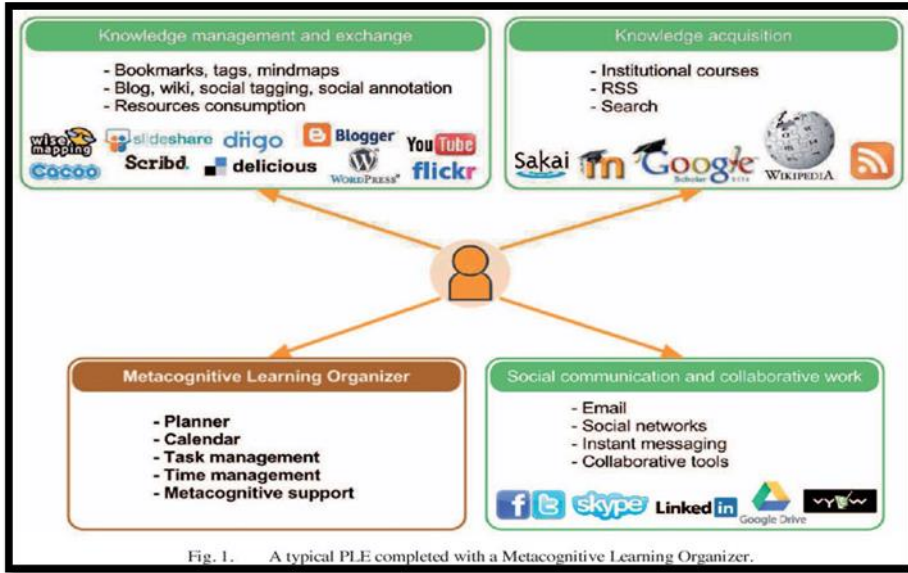 Knowledge management and exchange
- Bookmarks, tags, mindmaps
- Blog, wiki, social tagging, social annotation
- Resources consumption
wise mapping slideshare diigo Blogger YouTube
Cacoo Scribd. delicious WORDPRESS flickr
Knowledge acquisition
- Institutional courses
- RSS
- Search
Sakai m Google Scholar BETA WIKIPEDIA
Metacognitive Learning Organizer
- Planner
- Calendar
- Task management
- Time management
- Metacognitive support
Social communication and collaborative work
- Email
- Social networks
- Instant messaging
- Collaborative tools
f t skype LinkedIn Google Drive VYEW
Fig. 1. A typical PLE completed with a Metacognitive Learning Organizer.